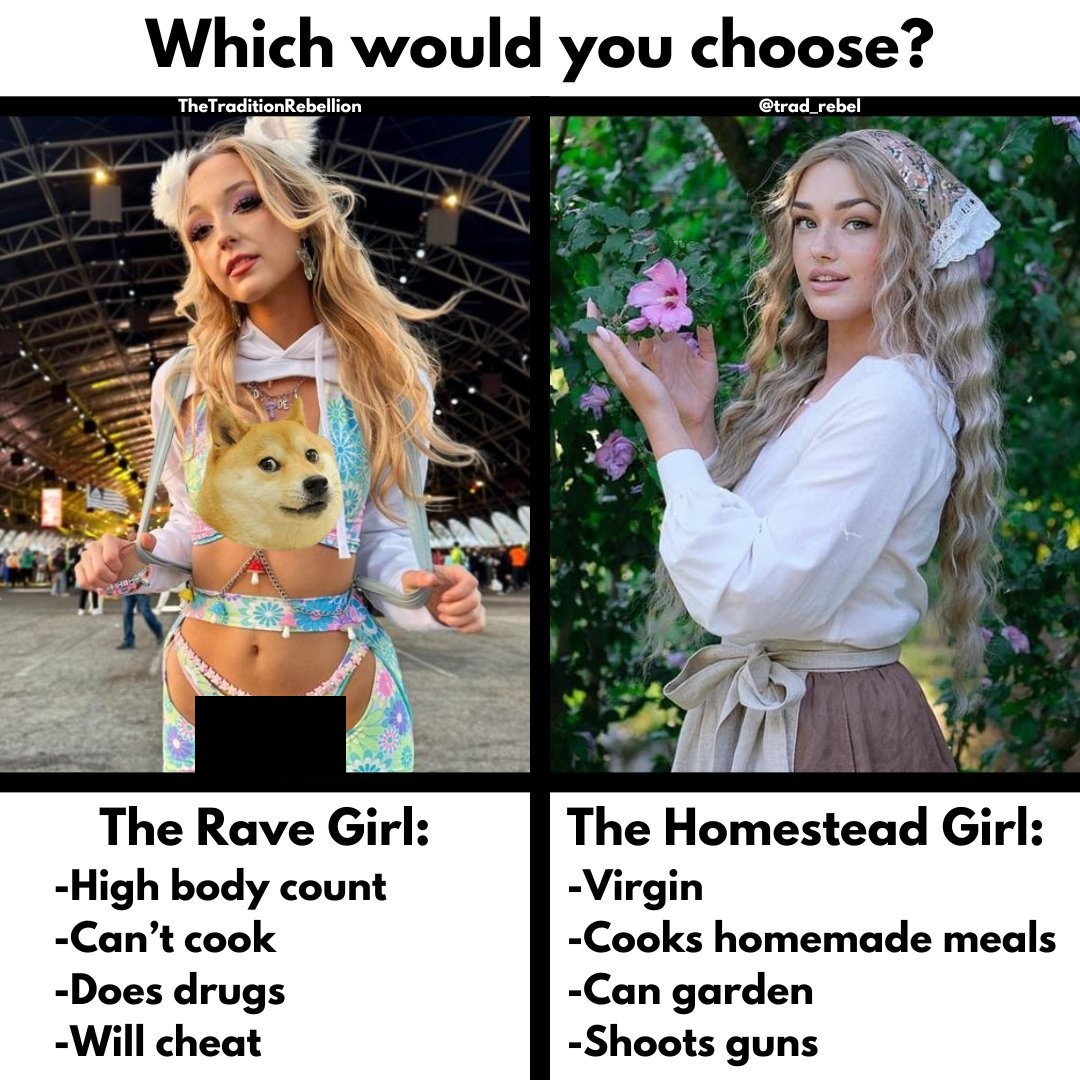 Which would you choose?
TheTraditionRebellion
@trad_rebel
The Rave Girl:
-High body count
-Can’t cook
-Does drugs
-Will cheat
The Homestead Girl:
-Virgin
-Cooks homemade meals
-Can garden
-Shoots guns